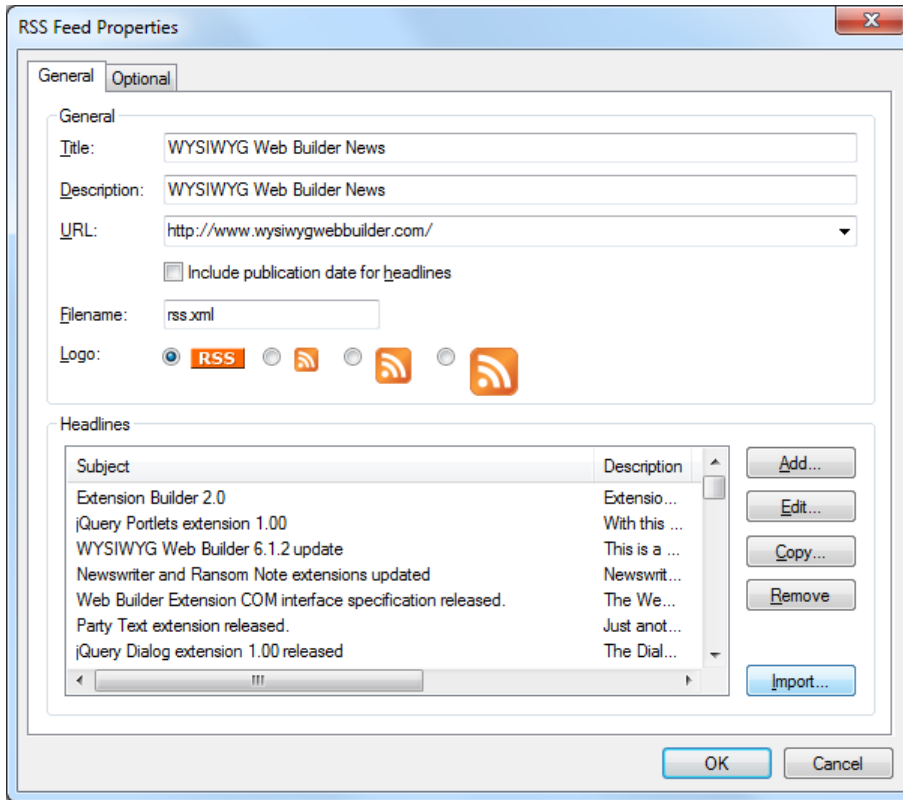 RSS Feed Properties
General Optional
General
Title: WYSIWYG Web Builder News
Description: WYSIWYG Web Builder News
URL: http://www.wysiwygwebbuilder.com/
Include publication date for headlines
Filename: rss.xml
Logo: RSS
Headlines
Subject Description
Add...
Extension Builder 2.0 Extensio...
Edit...
jQuery Portlets extension 1.00 With this ...
WYSIWYG Web Builder 6.1.2 update This is a ...
Copy...
Newswriter and Ransom Note extensions updated Newswrit...
Web Builder Extension COM interface specification released. The We...
Remove
Party Text extension released. Just anot...
jQuery Dialog extension 1.00 released The Dial...
Import...
OK Cancel